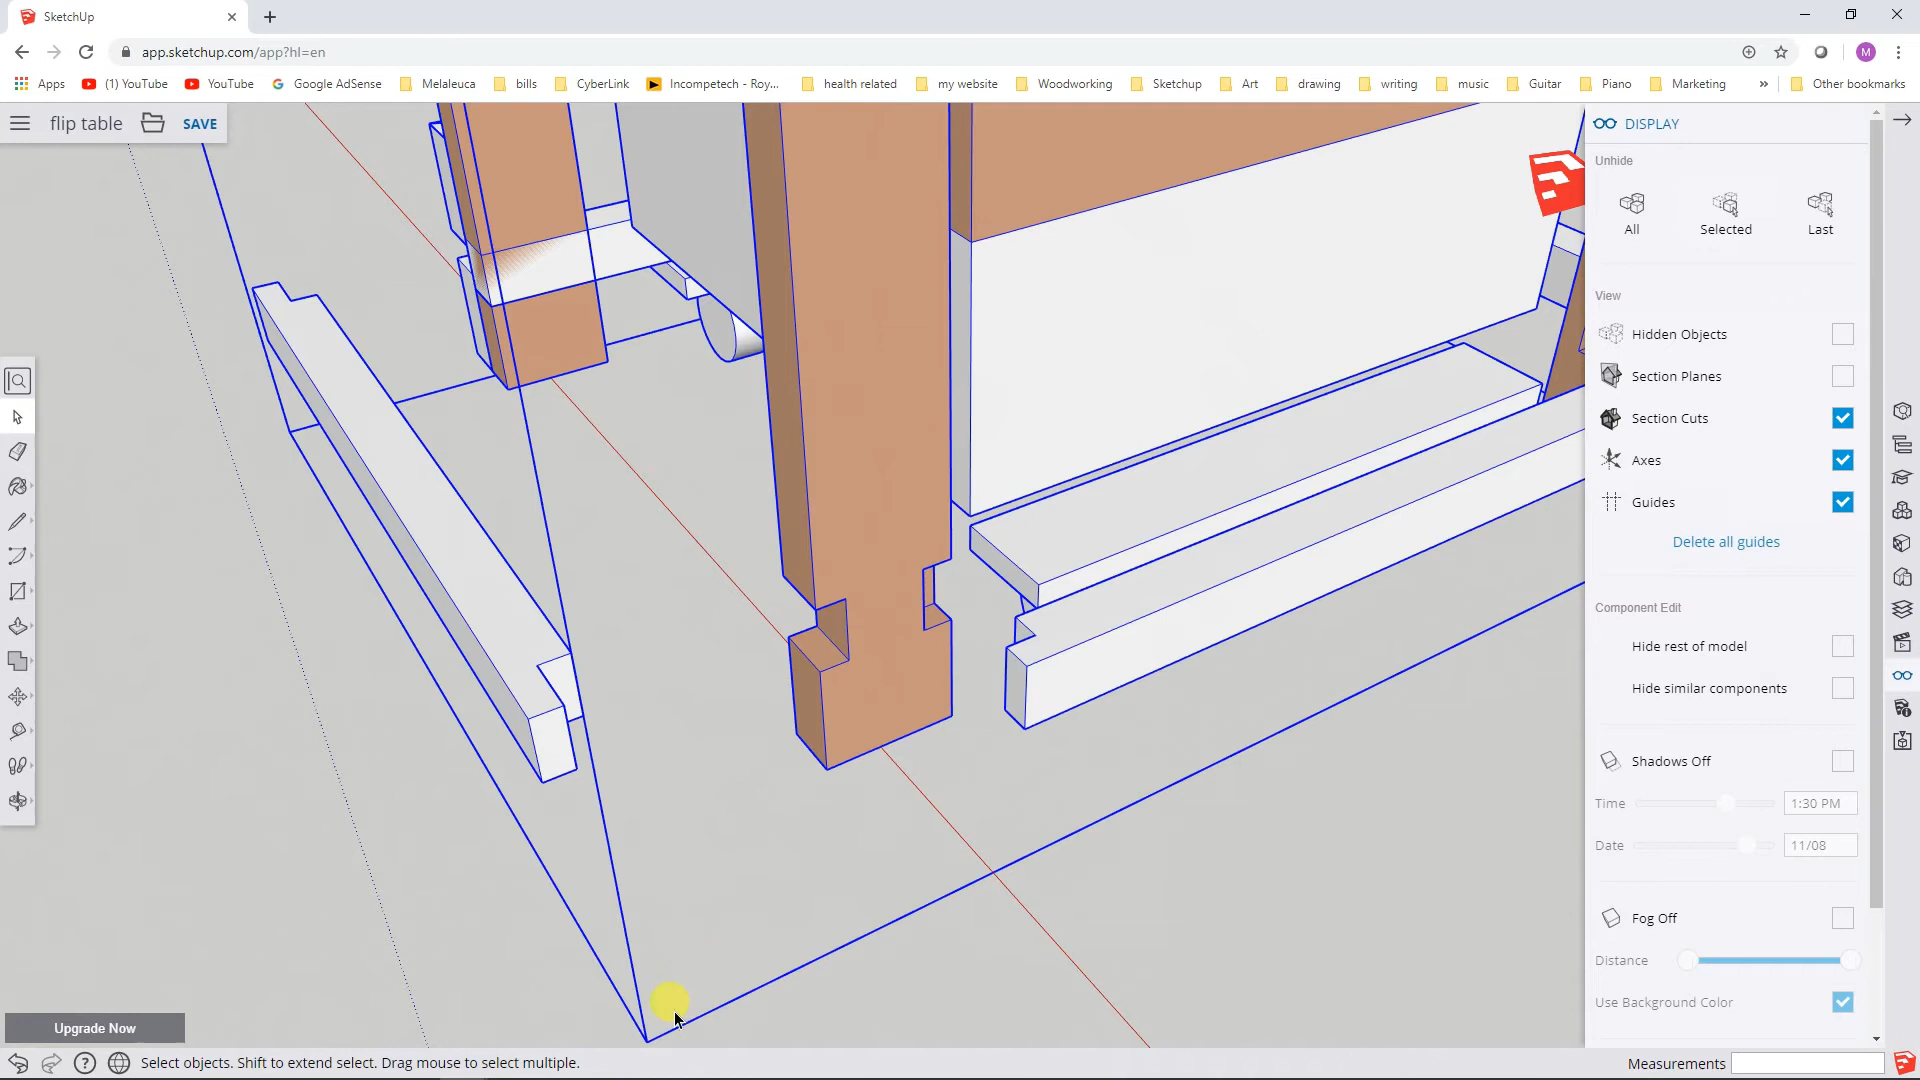 SketchUp
app.sketchup.com/app?hl=en
M
Apps (1) YouTube YouTube Google AdSense Melaleuca bills CyberLink Incompetech - Roy... health related my website Woodworking Sketchup Art drawing writing music Guitar Piano Marketing » Other bookmarks
flip table SAVE
DISPLAY
Unhide
All Selected Last
View
Hidden Objects
Section Planes
Section Cuts
Axes
Guides
Delete all guides
Component Edit
Hide rest of model
Hide similar components
Shadows Off
Time 1:30 PM
Date 11/08
Fog Off
Distance
Use Background Color
Upgrade Now
Select objects. Shift to extend select. Drag mouse to select multiple.
Measurements